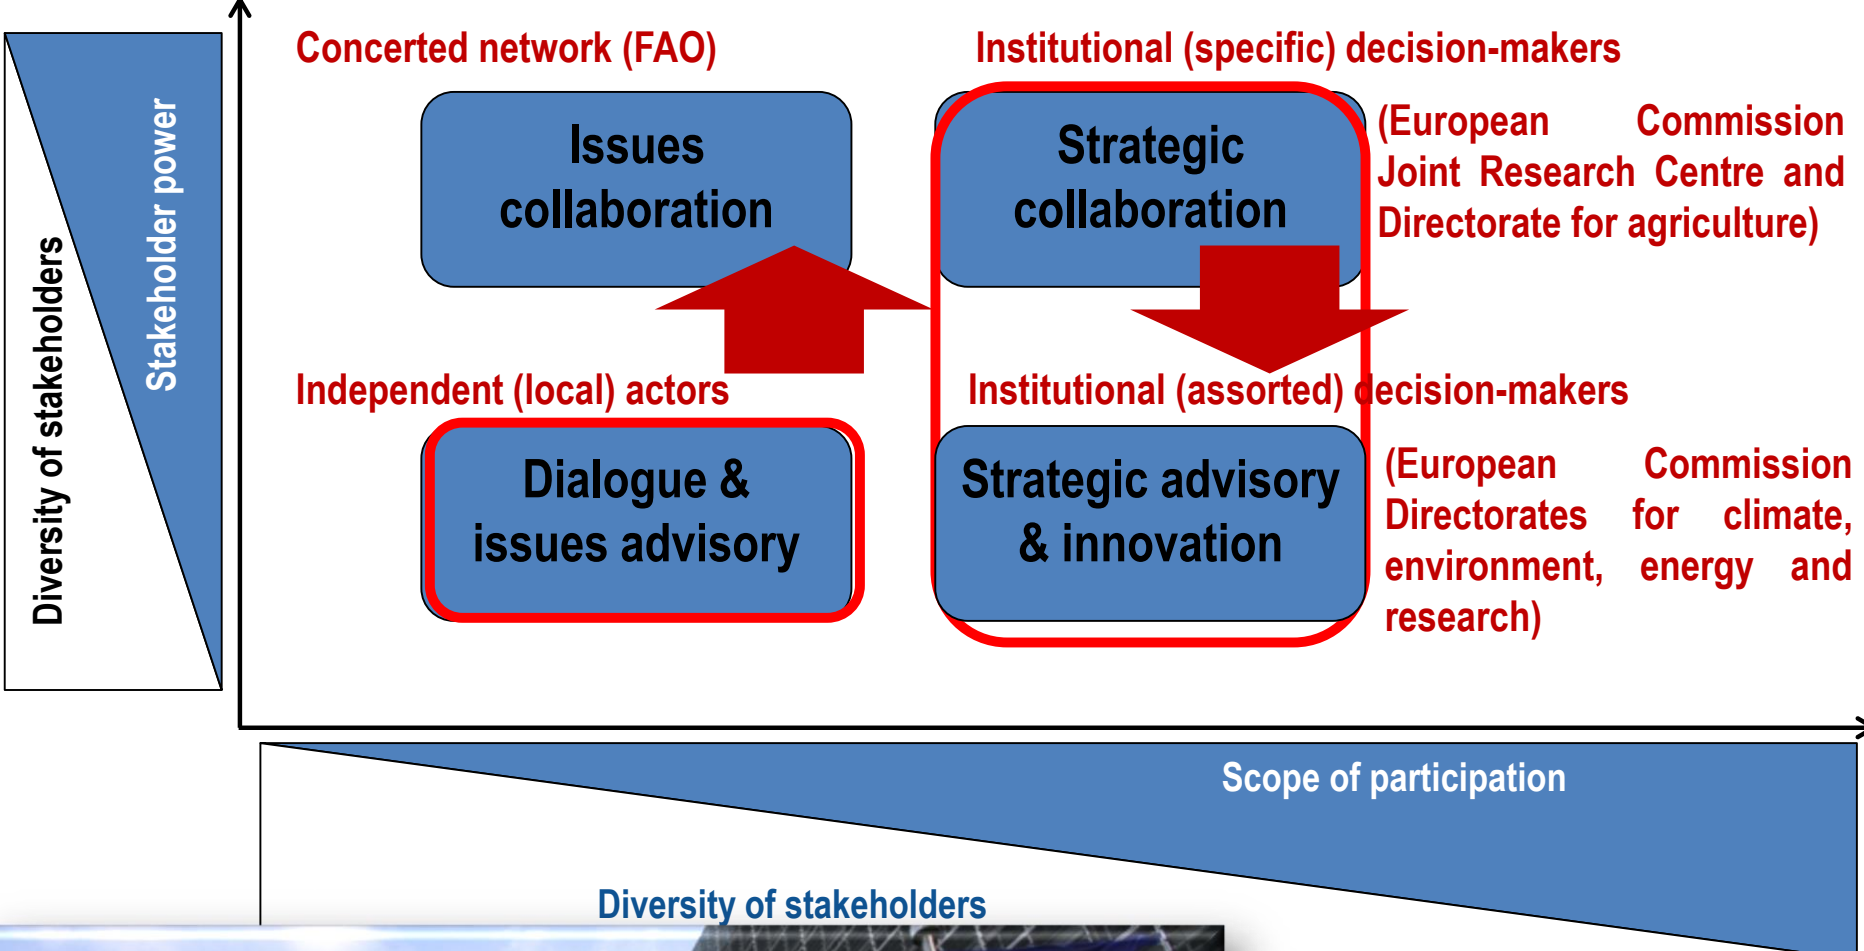 Concerted network (FAO)
Institutional (specific) decision-makers
Issues
collaboration
Strategic
collaboration
(European Commission
Joint Research Centre and
Directorate for agriculture)
Stakeholder power
Diversity of stakeholders
Independent (local) actors
Institutional (assorted) decision-makers
Dialogue &
issues advisory
Strategic advisory
& innovation
(European Commission
Directorates for climate,
environment, energy and
research)
Scope of participation
Diversity of stakeholders